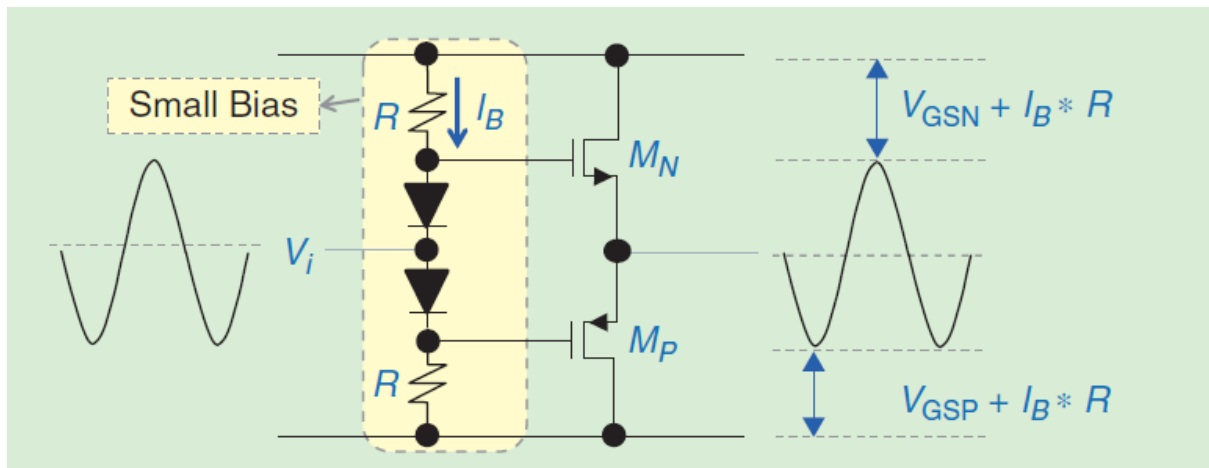 Small Bias
R
I_B
V_GSN + I_B * R
M_N
V_i
M_P
R
V_GSP + I_B * R